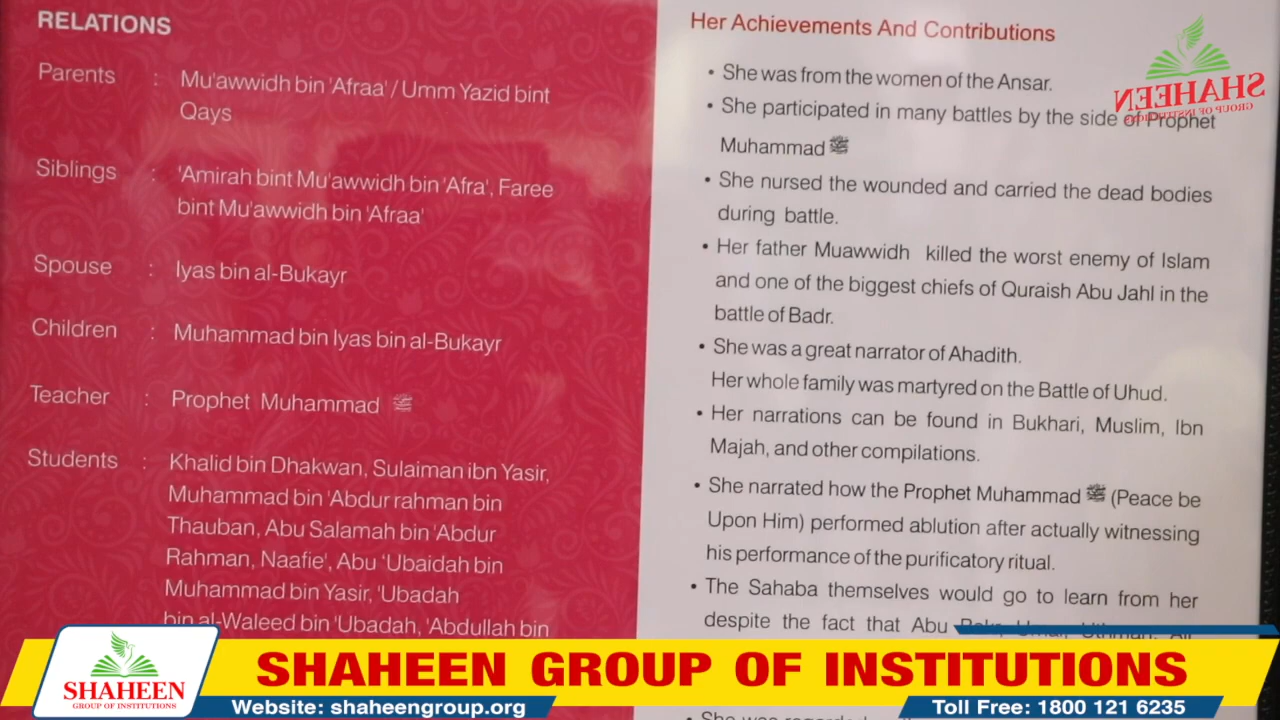 RELATIONS
Parents : Mu'awwidh bin 'Afraa' / Umm Yazid bint
Qays
Siblings : 'Amirah bint Mu'awwidh bin 'Afra', Faree
bint Mu'awwidh bin 'Afraa'
Spouse : Iyas bin al-Bukayr
Children : Muhammad bin Iyas bin al-Bukayr
Teacher : Prophet Muhammad ﷺ
Students : Khalid bin Dhakwan, Sulaiman ibn Yasir,
Muhammad bin 'Abdur rahman bin
Thauban, Abu Salamah bin 'Abdur
Rahman, Naafie', Abu 'Ubaidah bin
Muhammad bin Yasir, 'Ubadah
bin al-Waleed bin 'Ubadah, 'Abdullah bin
Her Achievements And Contributions
• She was from the women of the Ansar.
• She participated in many battles by the side of Prophet
Muhammad ﷺ
• She nursed the wounded and carried the dead bodies
during battle.
• Her father Muawwidh killed the worst enemy of Islam
and one of the biggest chiefs of Quraish Abu Jahl in the
battle of Badr.
• She was a great narrator of Ahadith.
Her whole family was martyred on the Battle of Uhud.
• Her narrations can be found in Bukhari, Muslim, Ibn
Majah, and other compilations.
• She narrated how the Prophet Muhammad ﷺ (Peace be
Upon Him) performed ablution after actually witnessing
his performance of the purificatory ritual.
• The Sahaba themselves would go to learn from her
despite the fact that Abu
• She was
SHAHEEN
GROUP OF INSTITUTIONS
SHAHEEN
GROUP OF INSTITUTIONS
SHAHEEN GROUP OF INSTITUTIONS
Website: shaheengroup.org
Toll Free: 1800 121 6235